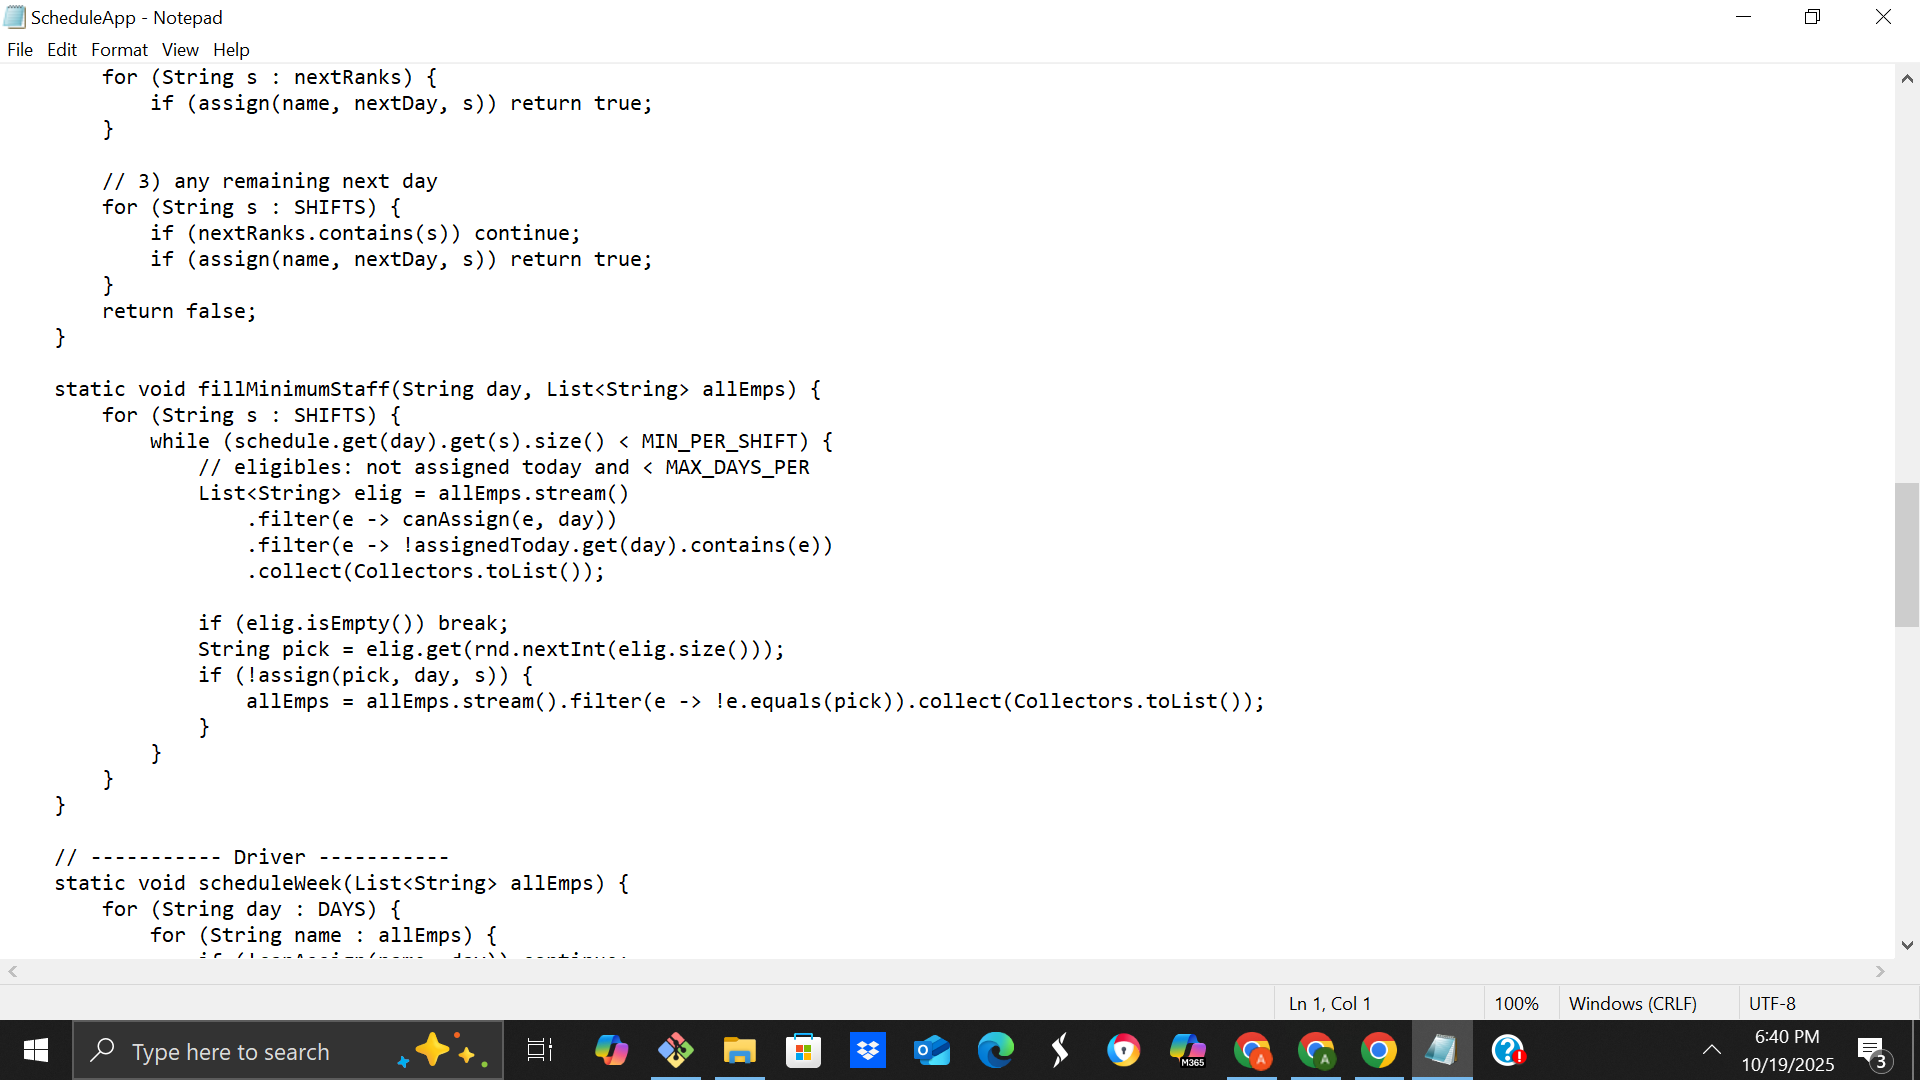 ScheduleApp - Notepad
File Edit Format View Help
for (String s : nextRanks) {
if (assign(name, nextDay, s)) return true;
}
// 3) any remaining next day
for (String s : SHIFTS) {
if (nextRanks.contains(s)) continue;
if (assign(name, nextDay, s)) return true;
}
return false;
}
static void fillMinimumStaff(String day, List<String> allEmps) {
for (String s : SHIFTS) {
while (schedule.get(day).get(s).size() < MIN_PER_SHIFT) {
// eligibles: not assigned today and < MAX_DAYS_PER
List<String> elig = allEmps.stream()
.filter(e -> canAssign(e, day))
.filter(e -> !assignedToday.get(day).contains(e))
.collect(Collectors.toList());
if (elig.isEmpty()) break;
String pick = elig.get(rnd.nextInt(elig.size()));
if (!assign(pick, day, s)) {
allEmps = allEmps.stream().filter(e -> !e.equals(pick)).collect(Collectors.toList());
}
}
}
}
// ----------- Driver -----------
static void scheduleWeek(List<String> allEmps) {
for (String day : DAYS) {
for (String name : allEmps) {
Ln 1, Col 1 100% Windows (CRLF) UTF-8
Type here to search
M365
A
A
6:40 PM
10/19/2025
3